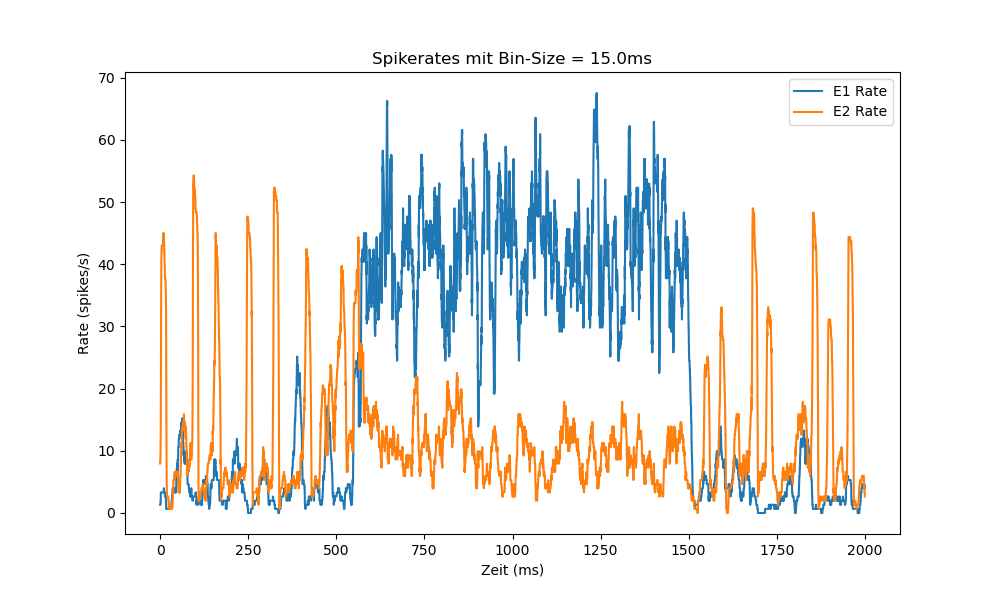 Spikerates mit Bin-Size = 15.0ms
E1 Rate
E2 Rate
Rate (spikes/s)
70
60
50
40
30
20
10
0
0 250 500 750 1000 1250 1500 1750 2000
Zeit (ms)